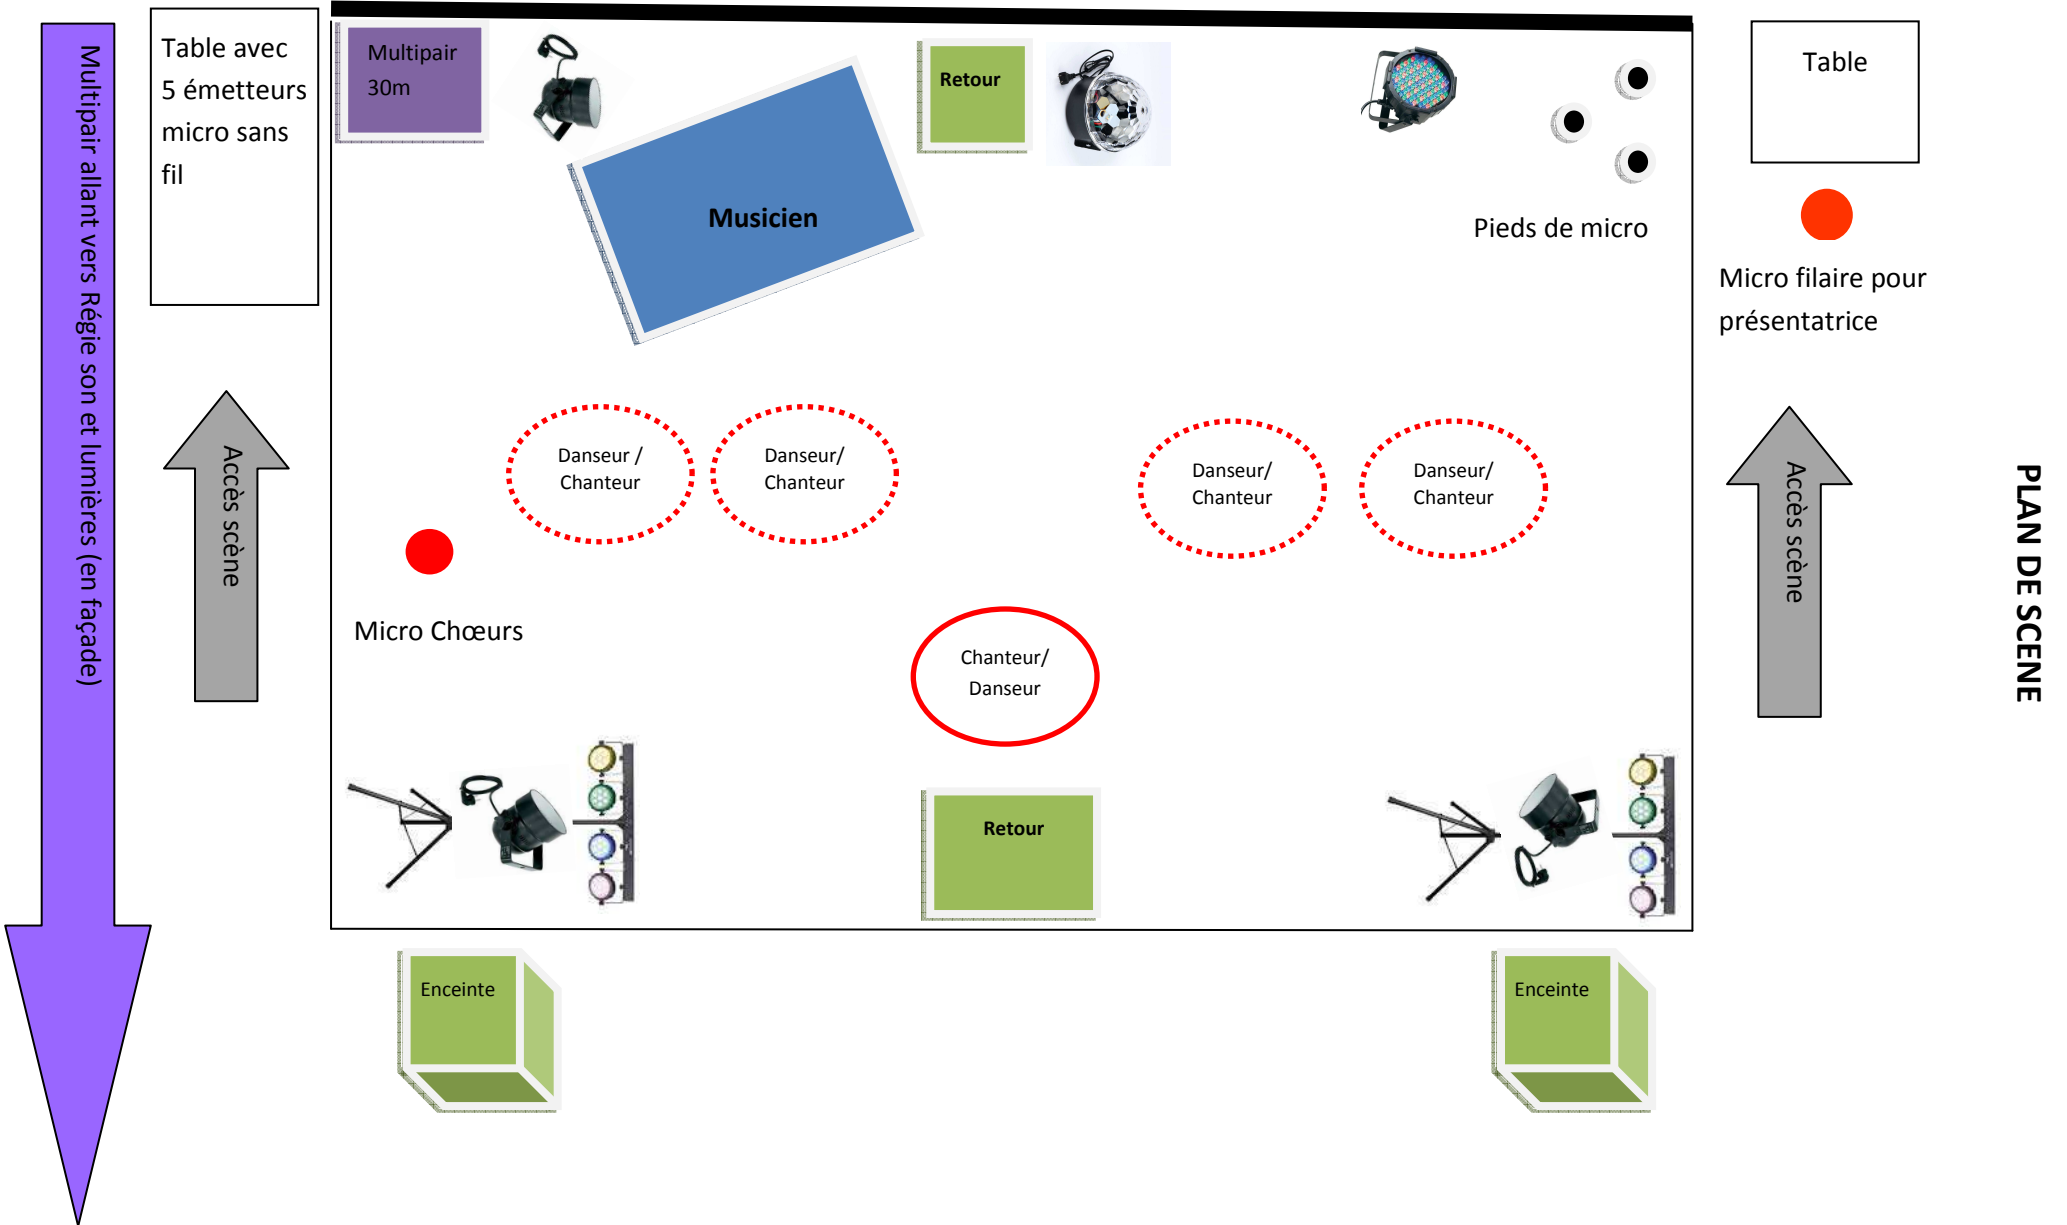 Multipair allant vers Régie son et lumières (en façade)
Table avec
5 émetteurs
micro sans
fil
Accès scène
Multipair
30m
Musicien
Retour
Pieds de micro
Table
Micro filaire pour
présentatrice
Accès scène
PLAN DE SCENE
Danseur /
Chanteur
Danseur/
Chanteur
Danseur/
Chanteur
Danseur/
Chanteur
Micro Chœurs
Chanteur/
Danseur
Retour
Enceinte
Enceinte